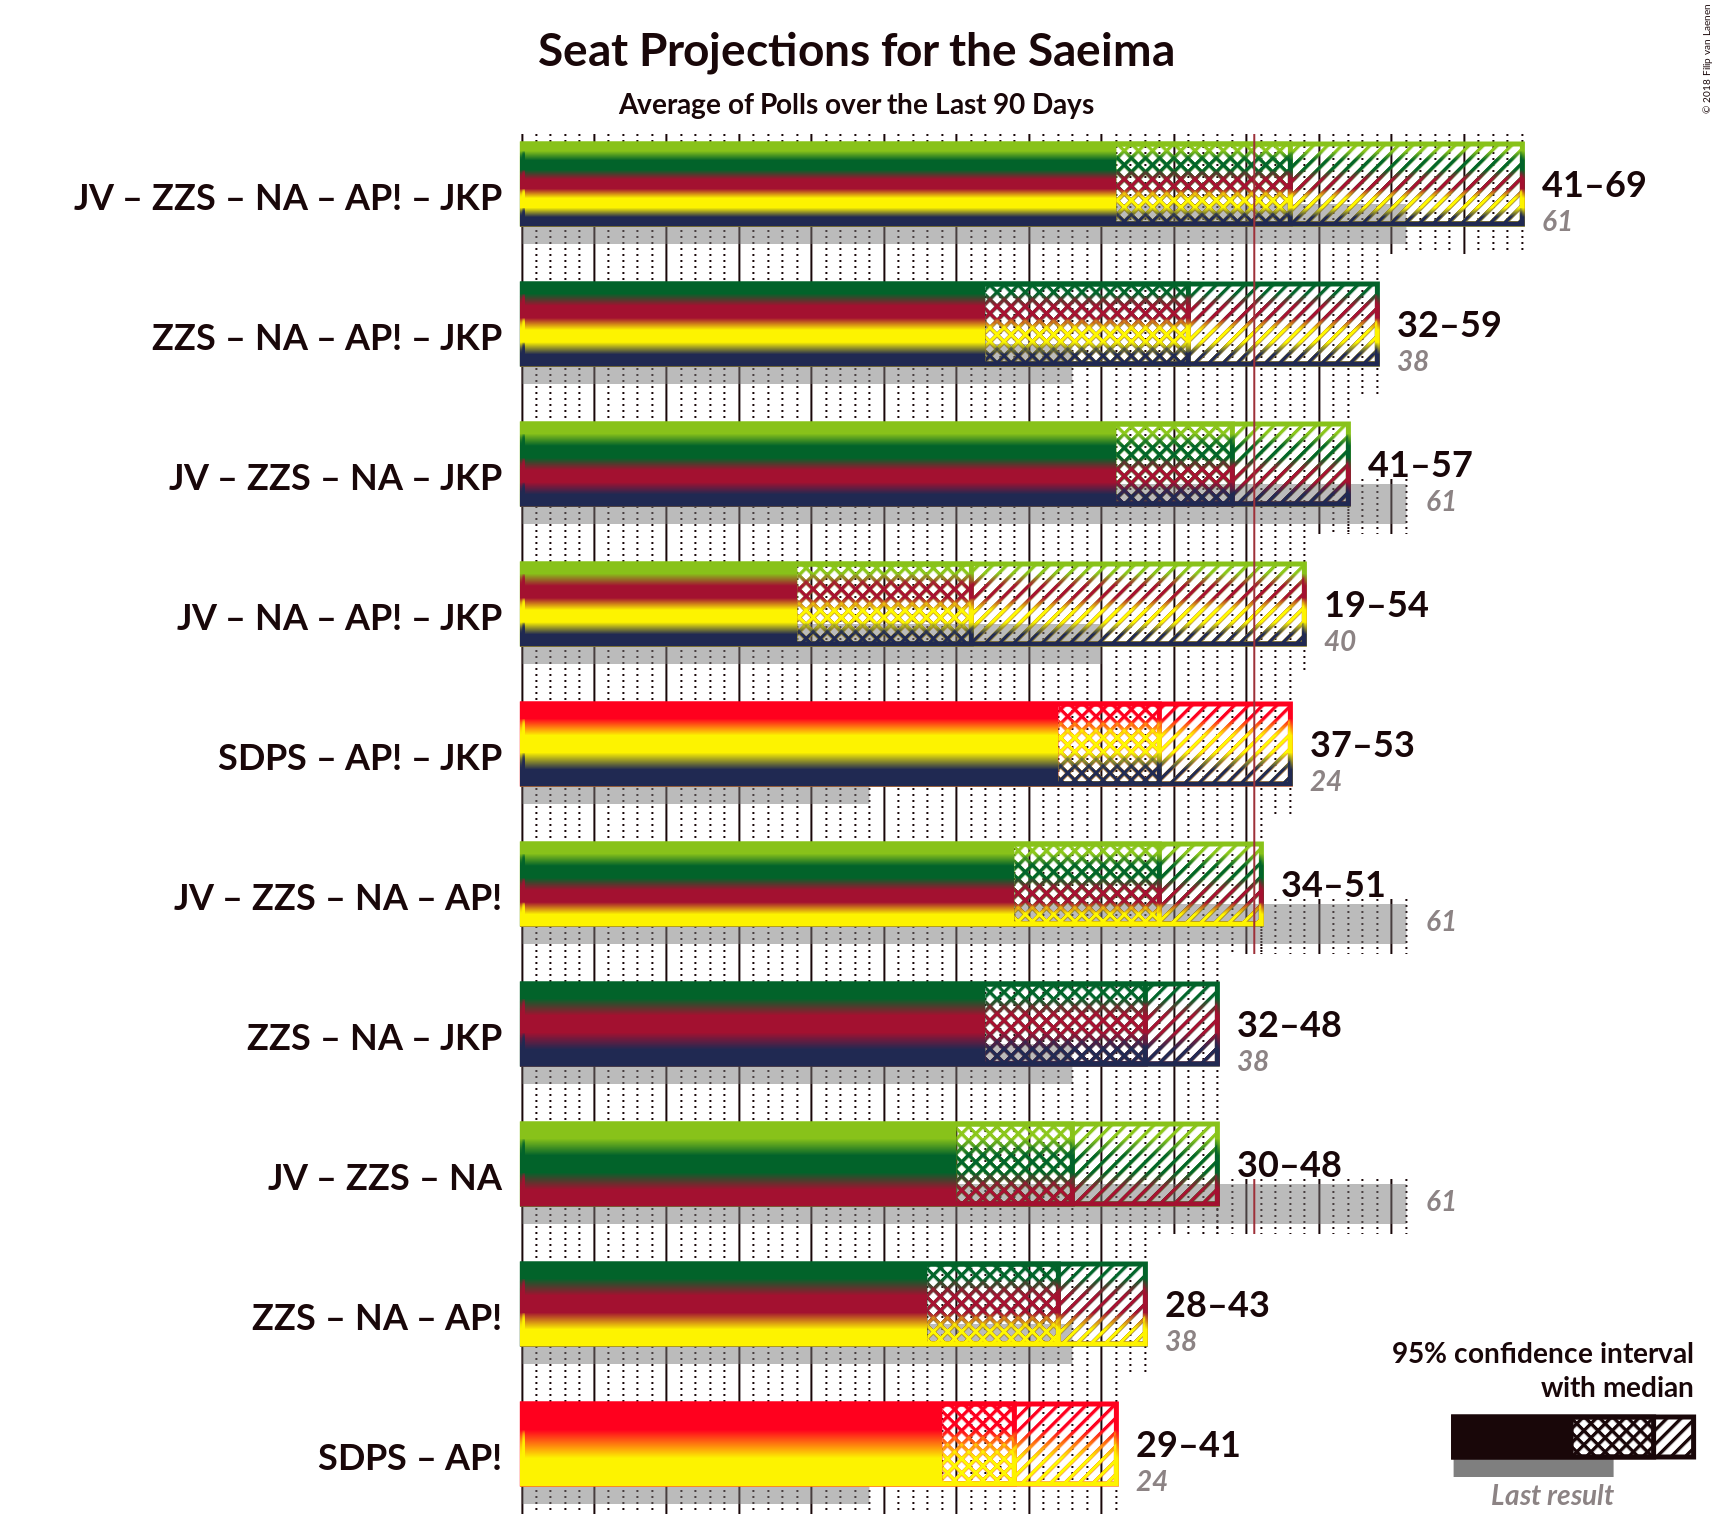 Seat Projections for the Saeima
Average of Polls over the Last 90 Days
© 2018 Filip van Laenen
JV – ZZS – NA – AP! – JKP
41–69
61
ZZS – NA – AP! – JKP
32–59
38
JV – ZZS – NA – JKP
41–57
61
JV – NA – AP! – JKP
19–54
40
SDPS – AP! – JKP
37–53
24
JV – ZZS – NA – AP!
34–51
61
ZZS – NA – JKP
32–48
38
JV – ZZS – NA
30–48
61
ZZS – NA – AP!
28–43
38
SDPS – AP!
29–41
24
95% confidence interval
with median
Last result